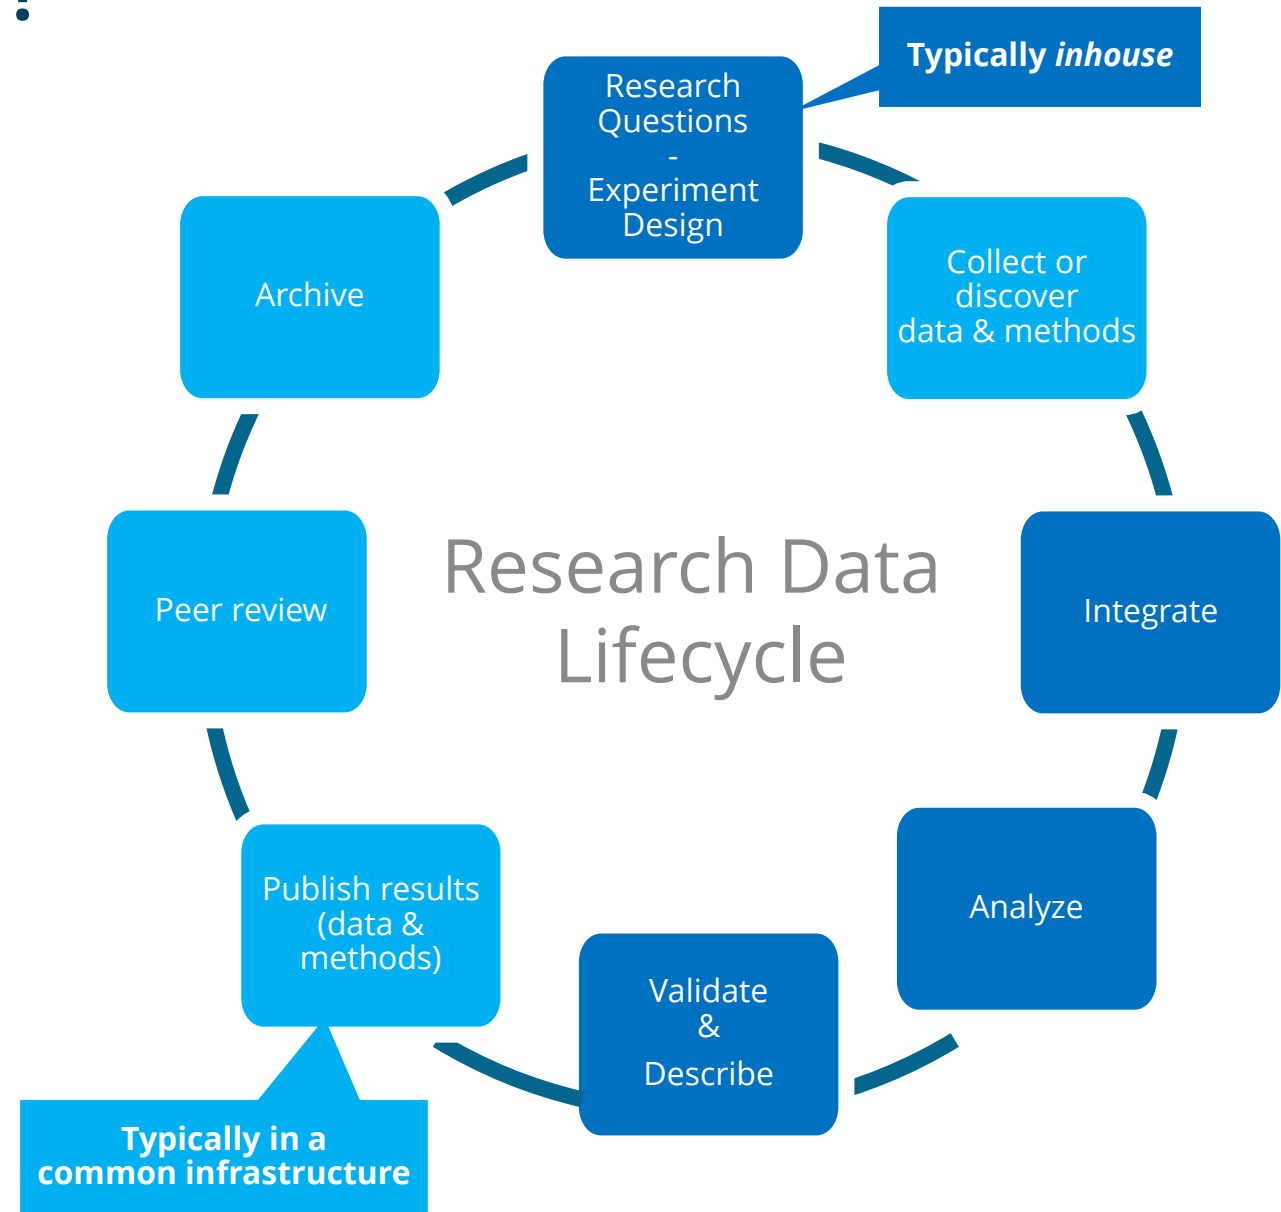 Typically inhouse
Research
Questions
-
Experiment
Design
Collect or
discover
data & methods
Archive
Research Data
Lifecycle
Peer review
Integrate
Publish results
(data &
methods)
Analyze
Validate
&
Describe
Typically in a
common infrastructure